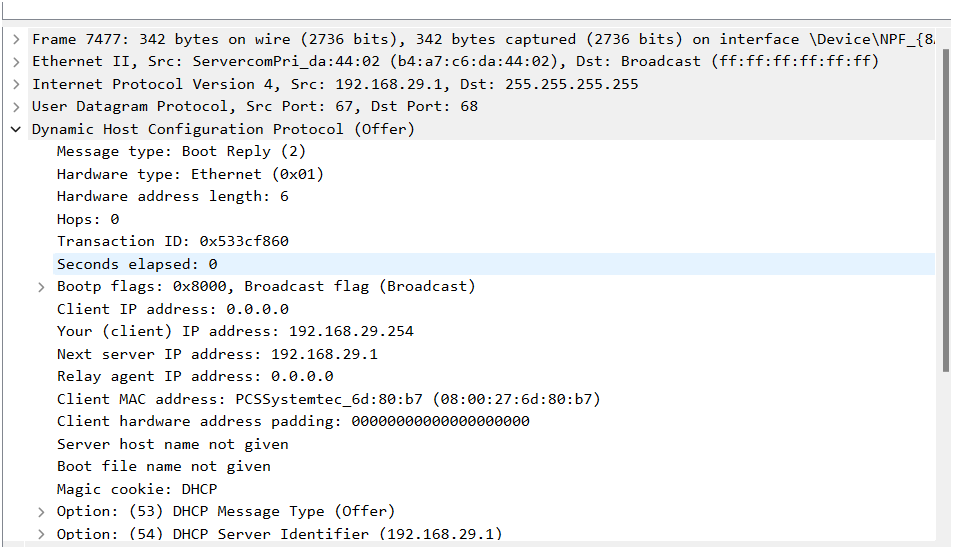 Frame 7477: 342 bytes on wire (2736 bits), 342 bytes captured (2736 bits) on interface \Device\NPF_{8
Ethernet II, Src: ServercomPri_da:44:02 (b4:a7:c6:da:44:02), Dst: Broadcast (ff:ff:ff:ff:ff:ff)
Internet Protocol Version 4, Src: 192.168.29.1, Dst: 255.255.255.255
User Datagram Protocol, Src Port: 67, Dst Port: 68
Dynamic Host Configuration Protocol (Offer)
Message type: Boot Reply (2)
Hardware type: Ethernet (0x01)
Hardware address length: 6
Hops: 0
Transaction ID: 0x533cf860
Seconds elapsed: 0
Bootp flags: 0x8000, Broadcast flag (Broadcast)
Client IP address: 0.0.0.0
Your (client) IP address: 192.168.29.254
Next server IP address: 192.168.29.1
Relay agent IP address: 0.0.0.0
Client MAC address: PCSSystemtec_6d:80:b7 (08:00:27:6d:80:b7)
Client hardware address padding: 00000000000000000000
Server host name not given
Boot file name not given
Magic cookie: DHCP
Option: (53) DHCP Message Type (Offer)
Option: (54) DHCP Server Identifier (192.168.29.1)